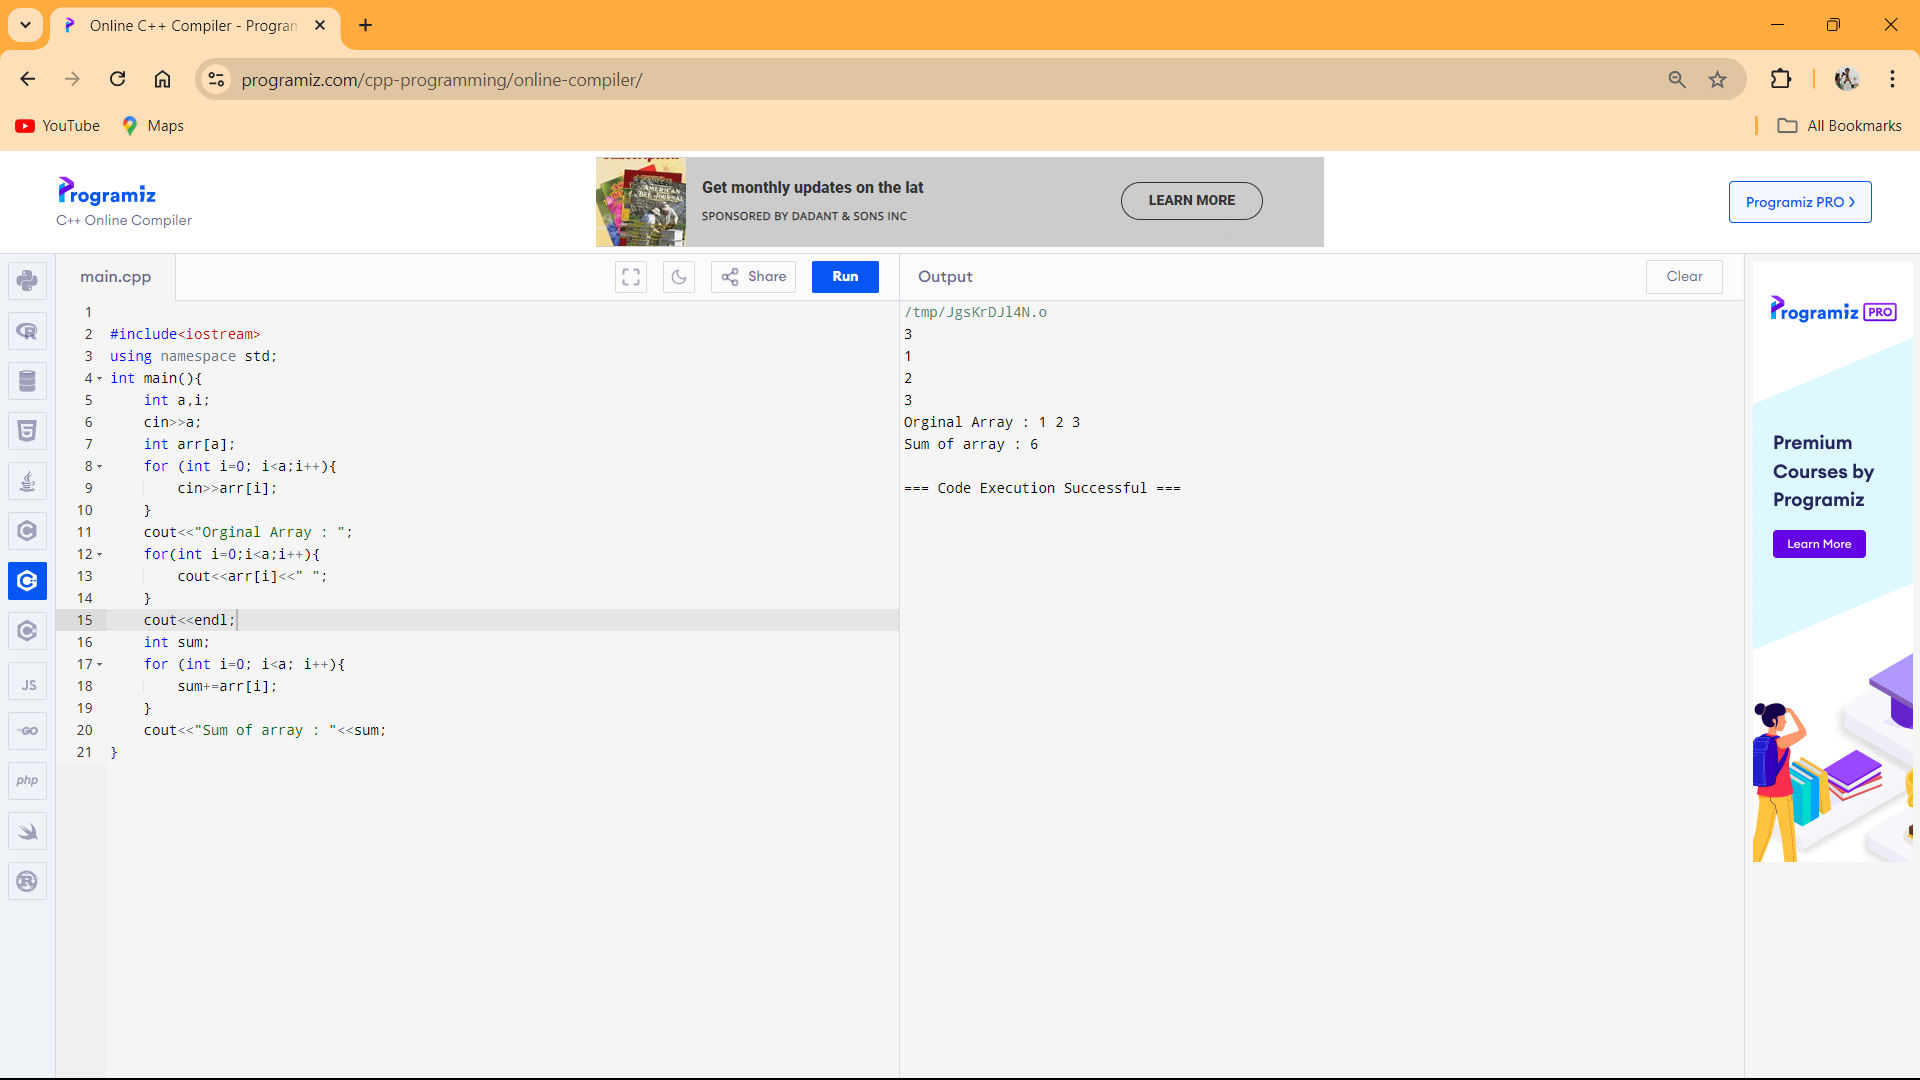 Online C++ Compiler - Program
programiz.com/cpp-programming/online-compiler/
YouTube
Maps
All Bookmarks
Programiz
C++ Online Compiler
AMERICAN
BEE JOURNAL
Get monthly updates on the lat
SPONSORED BY DADANT & SONS INC
LEARN MORE
Programiz PRO >
main.cpp
Share
Run
Output
Clear
1
2 #include<iostream>
3 using namespace std;
4 int main(){
5 int a,i;
6 cin>>a;
7 int arr[a];
8 for (int i=0; i<a;i++){
9 cin>>arr[i];
10 }
11 cout<<"Orginal Array : ";
12 for(int i=0;i<a;i++){
13 cout<<arr[i]<<" ";
14 }
15 cout<<endl;
16 int sum;
17 for (int i=0; i<a; i++){
18 sum+=arr[i];
19 }
20 cout<<"Sum of array : "<<sum;
21 }
/tmp/JgsKrDJl4N.o
3
1
2
3
Orginal Array : 1 2 3
Sum of array : 6
=== Code Execution Successful ===
JS
GO
php
Programiz PRO
Premium
Courses by
Programiz
Learn More